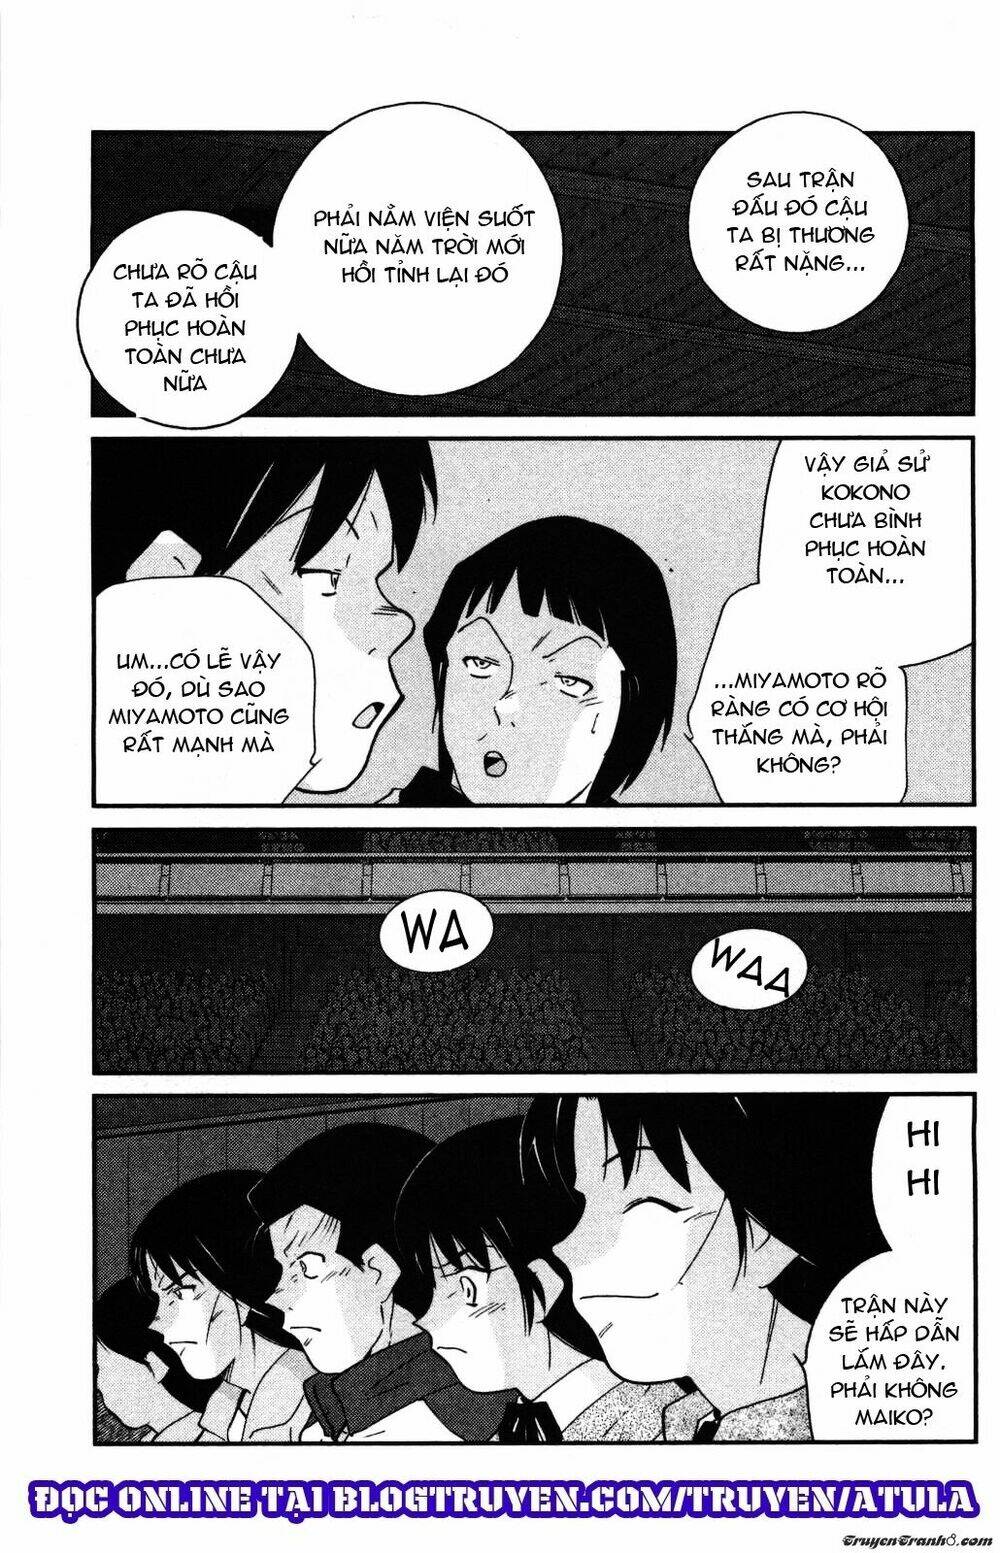 SAU TRẬN
ĐẤU ĐÓ CẬU
TA BỊ THƯƠNG
RẤT NẶNG...
PHẢI NẰM VIỆN SUỐT
NỮA NĂM TRỜI MỚI
HỒI TỈNH LẠI ĐÓ
CHƯA RÕ CẬU
TA ĐÃ HỒI
PHỤC HOÀN
TOÀN CHƯA
NỮA
VẬY GIẢ SỬ
KOKONO
CHƯA BÌNH
PHỤC HOÀN
TOÀN...
...MIYAMOTO RÕ
RÀNG CÓ CƠ HỘI
THẮNG MÀ, PHẢI
KHÔNG?
UM...CÓ LẼ VẬY
ĐÓ, DÙ SAO
MIYAMOTO CŨNG
RẤT MẠNH MÀ
WA
WAA
HI
HI
TRẬN NÀY
SẼ HẤP DẪN
LẮM ĐÂY.
PHẢI KHÔNG
MAIKO?
ĐỌC ONLINE TẠI BLOGTRUYEN.COM/TRUYEN/ATULA
TruyenTranh8.com